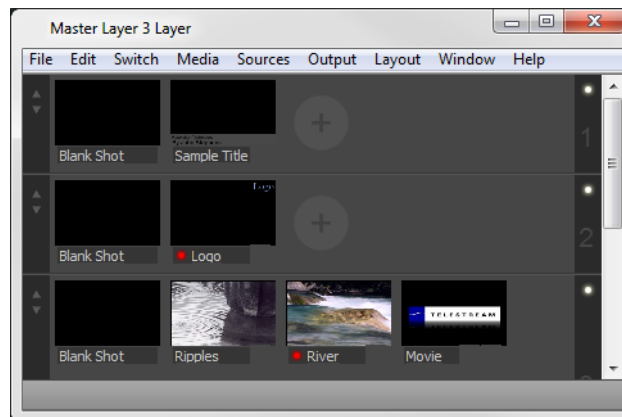 Master Layer 3 Layer
File Edit Switch Media Sources Output Layout Window Help
Blank Shot Sample Title
1
Logo
Blank Shot Logo
2
TELESTREAM
Blank Shot Ripples River Movie